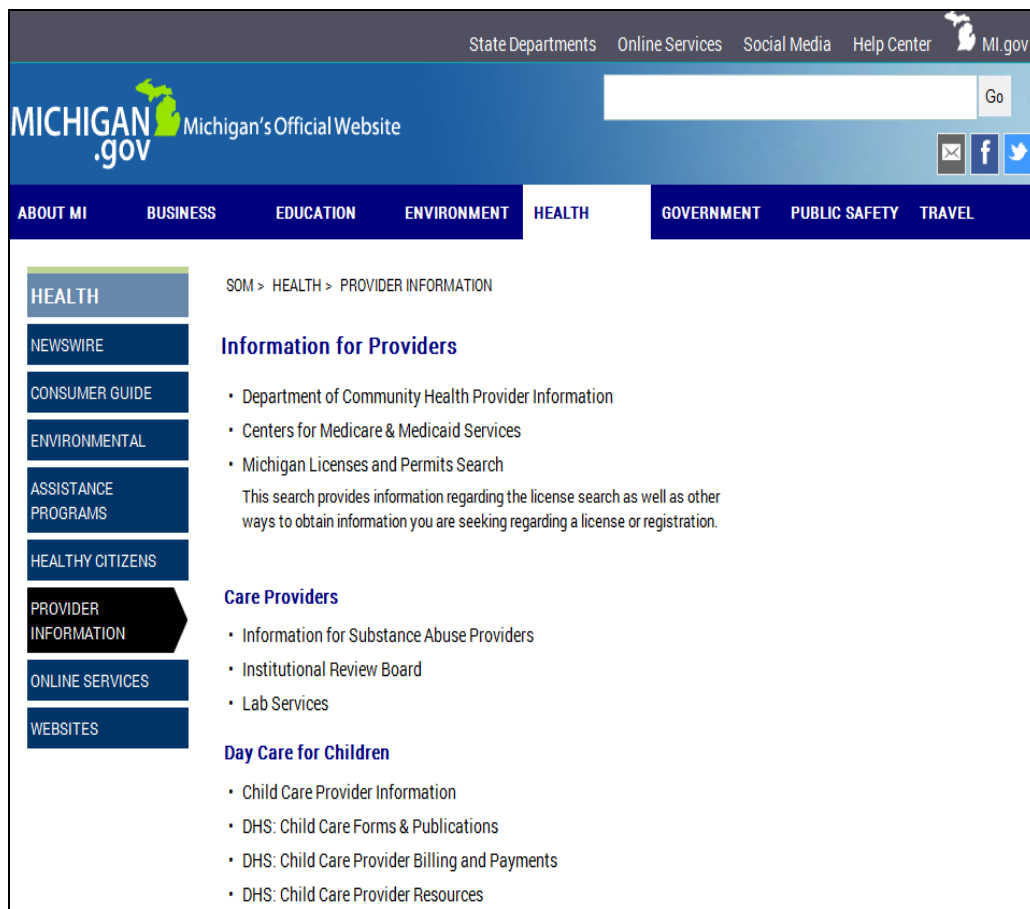 State Departments Online Services Social Media Help Center MI.gov
MICHIGAN
.gov
Michigan's Official Website
Go
ABOUT MI BUSINESS EDUCATION ENVIRONMENT HEALTH GOVERNMENT PUBLIC SAFETY TRAVEL
HEALTH
NEWSWIRE
CONSUMER GUIDE
ENVIRONMENTAL
ASSISTANCE
PROGRAMS
HEALTHY CITIZENS
PROVIDER
INFORMATION
ONLINE SERVICES
WEBSITES
SOM > HEALTH > PROVIDER INFORMATION
Information for Providers
• Department of Community Health Provider Information
• Centers for Medicare & Medicaid Services
• Michigan Licenses and Permits Search
This search provides information regarding the license search as well as other
ways to obtain information you are seeking regarding a license or registration.
Care Providers
• Information for Substance Abuse Providers
• Institutional Review Board
• Lab Services
Day Care for Children
• Child Care Provider Information
• DHS: Child Care Forms & Publications
• DHS: Child Care Provider Billing and Payments
• DHS: Child Care Provider Resources